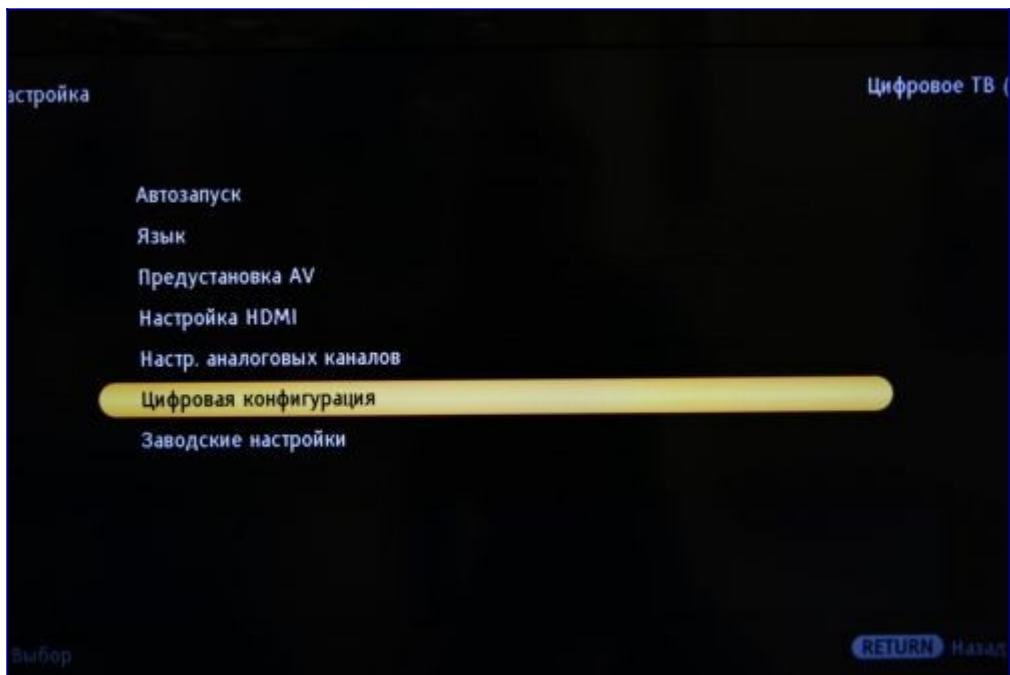 астройка
Цифровое ТВ (
Автозапуск
Язык
Предустановка AV
Настройка HDMI
Настр. аналоговых каналов
Цифровая конфигурация
Заводские настройки
Выбор
RETURN Назад